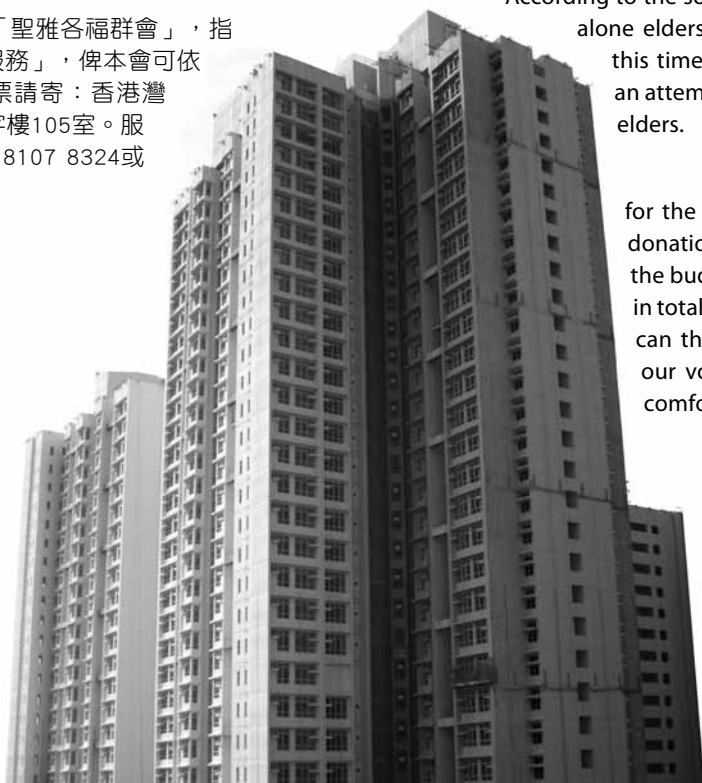 「聖雅各福群會」，指
服務」，俾本會可依
票請寄：香港灣
字樓105室。服
8107 8324或
According to the so
alone elders
this time
an attem
elders.
for the
donatio
the bud
in total
can th
our vo
comfo